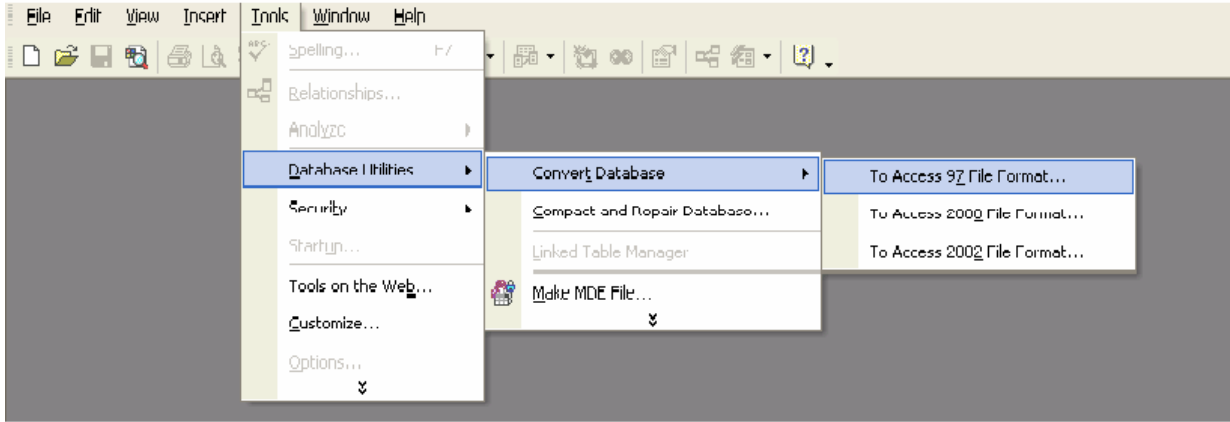 File Edit View Insert Tools Window Help
Spelling... F7
Relationships...
Analyze
Database Utilities
Security
Startup...
Tools on the Web...
Customize...
Options...
Convert Database
Compact and Repair Database...
Linked Table Manager
Make MDE File...
To Access 97 File Format...
To Access 2000 File Format...
To Access 2002 File Format...